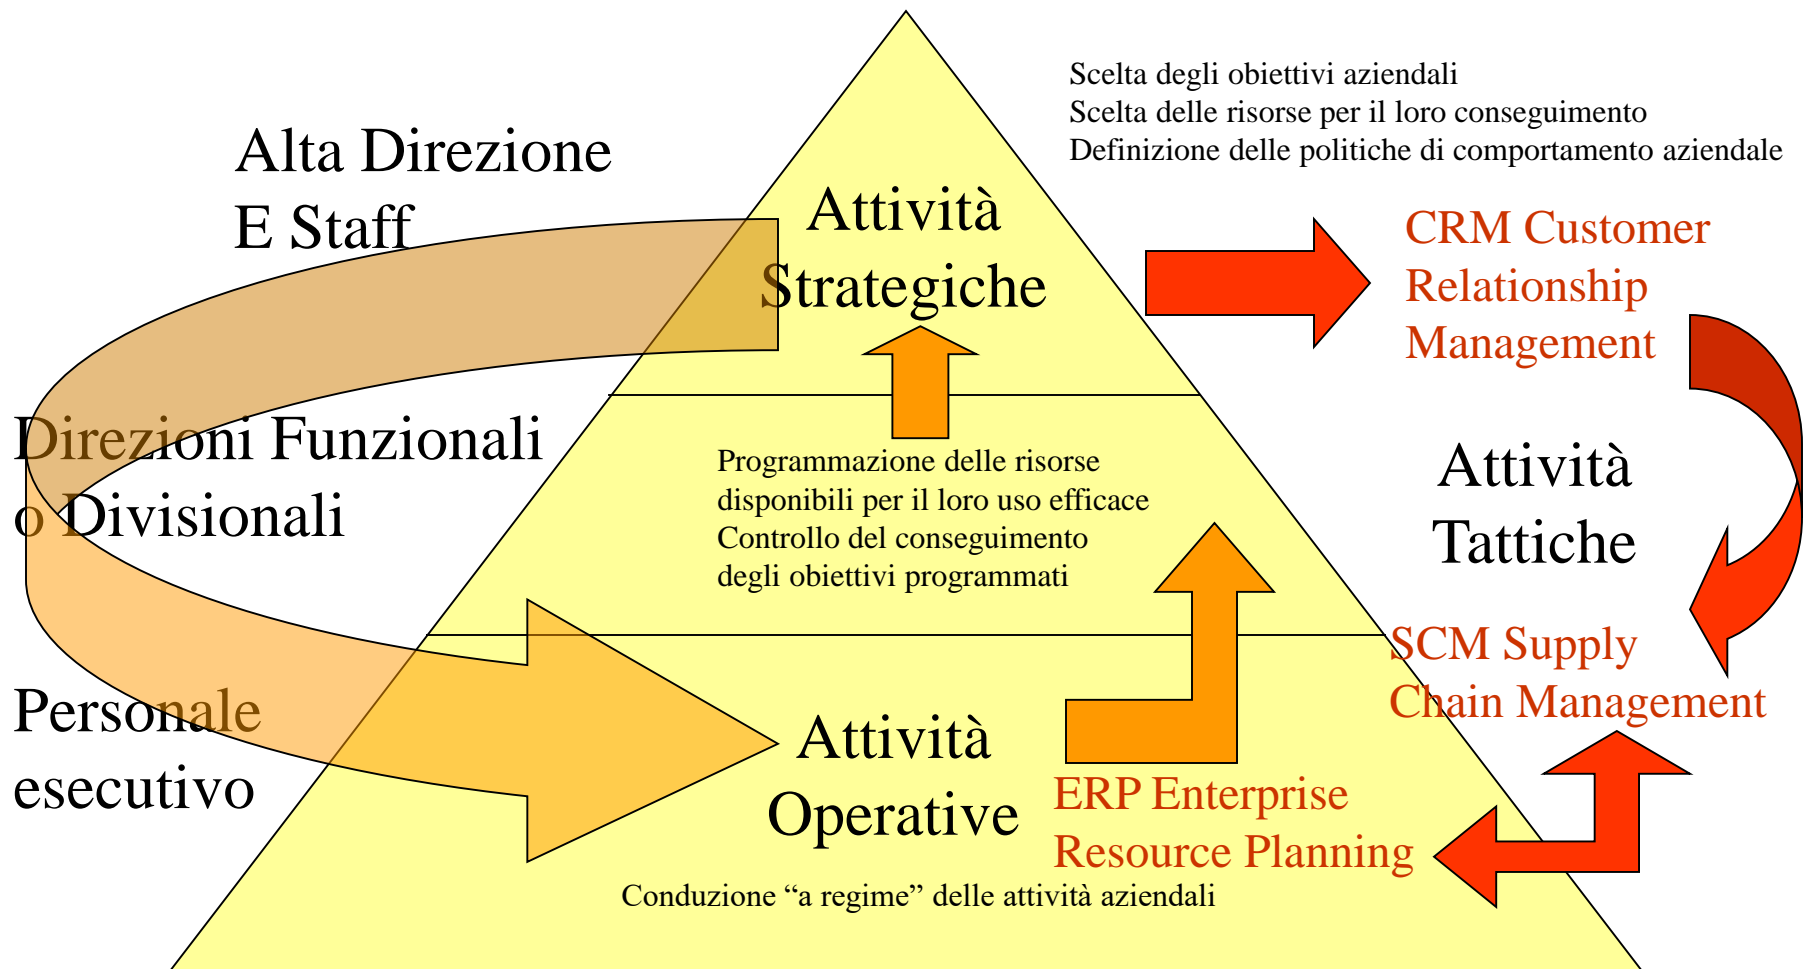 Scelta degli obiettivi aziendali
Scelta delle risorse per il loro conseguimento
Definizione delle politiche di comportamento aziendale
Alta Direzione
E Staff
Attività
Strategiche
CRM Customer
Relationship
Management
Direzioni Funzionali
o Divisionali
Programmazione delle risorse
disponibili per il loro uso efficace
Controllo del conseguimento
degli obiettivi programmati
Attività
Tattiche
SCM Supply
Chain Management
Personale
esecutivo
Attività
Operative
ERP Enterprise
Resource Planning
Conduzione “a regime” delle attività aziendali